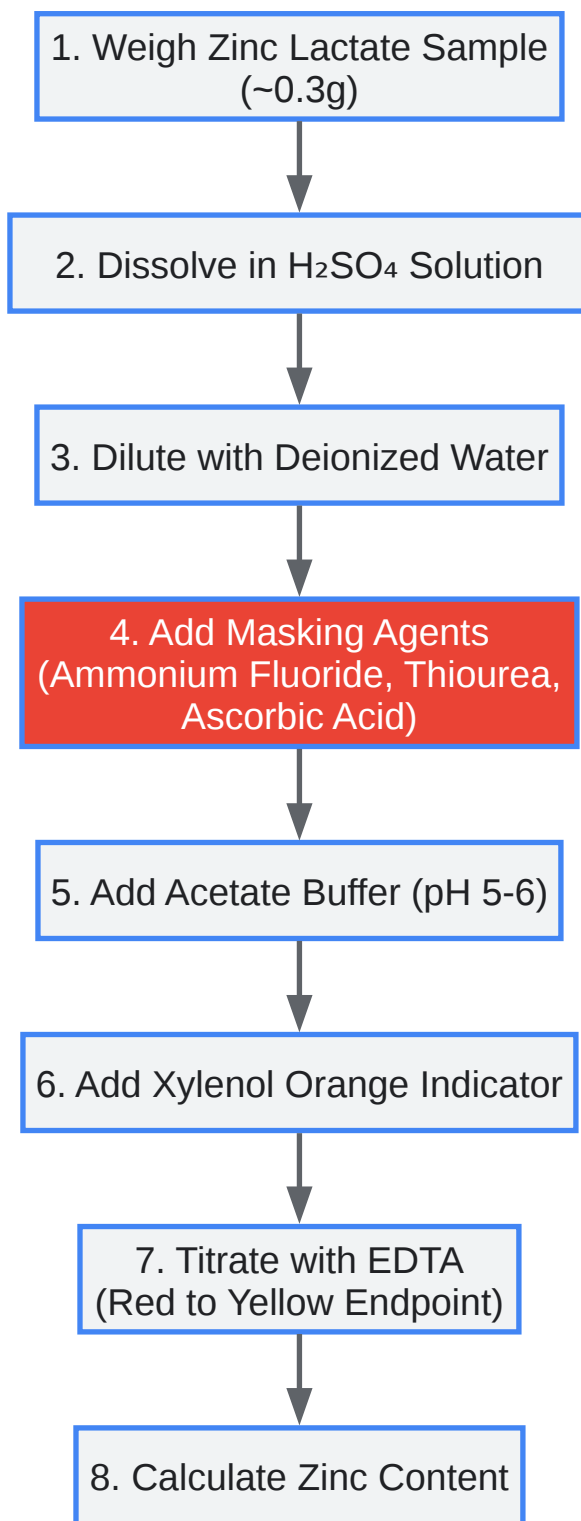 1. Weigh Zinc Lactate Sample
(~0.3g)
2. Dissolve in H₂SO₄ Solution
3. Dilute with Deionized Water
4. Add Masking Agents
(Ammonium Fluoride, Thiourea,
Ascorbic Acid)
5. Add Acetate Buffer (pH 5-6)
6. Add Xylenol Orange Indicator
7. Titrate with EDTA
(Red to Yellow Endpoint)
8. Calculate Zinc Content